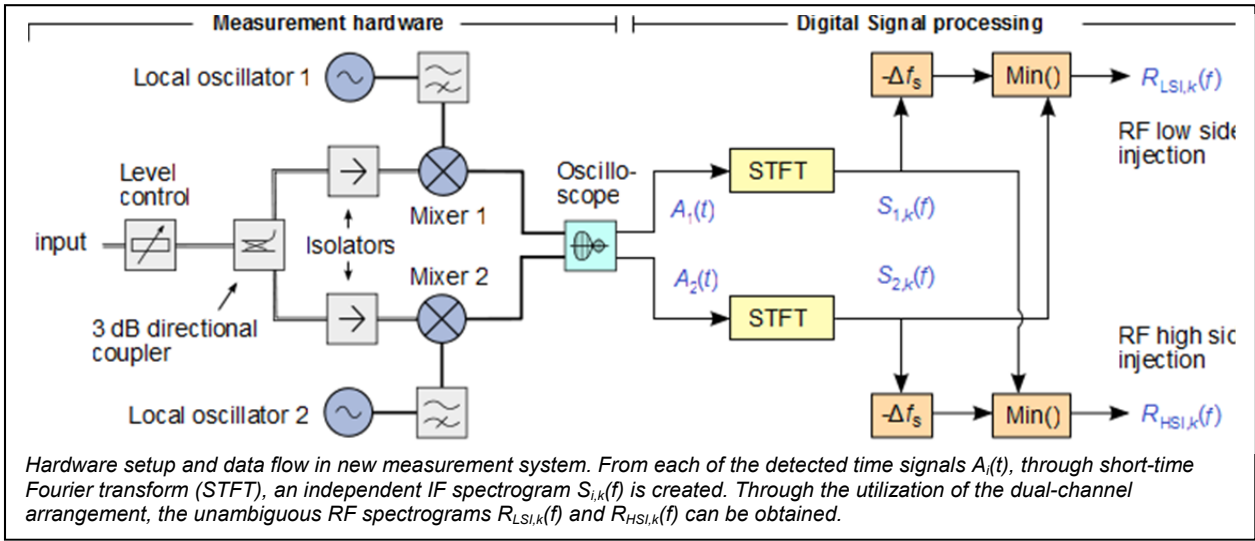 Measurement hardware
Digital Signal processing
Local oscillator 1
-Δfs
Min()
RLSI,k(f)
RF low side
injection
Level
control
Oscillo-
scope
STFT
A1(t)
S1,k(f)
Mixer 1
input
Isolators
Mixer 2
A2(t)
S2,k(f)
STFT
3 dB directional
coupler
RF high sid
injection
Local oscillator 2
-Δfs
Min()
RHSI,k(f)
Hardware setup and data flow in new measurement system. From each of the detected time signals Ai(t), through short-time
Fourier transform (STFT), an independent IF spectrogram Si,k(f) is created. Through the utilization of the dual-channel
arrangement, the unambiguous RF spectrograms RLSI,k(f) and RHSI,k(f) can be obtained.